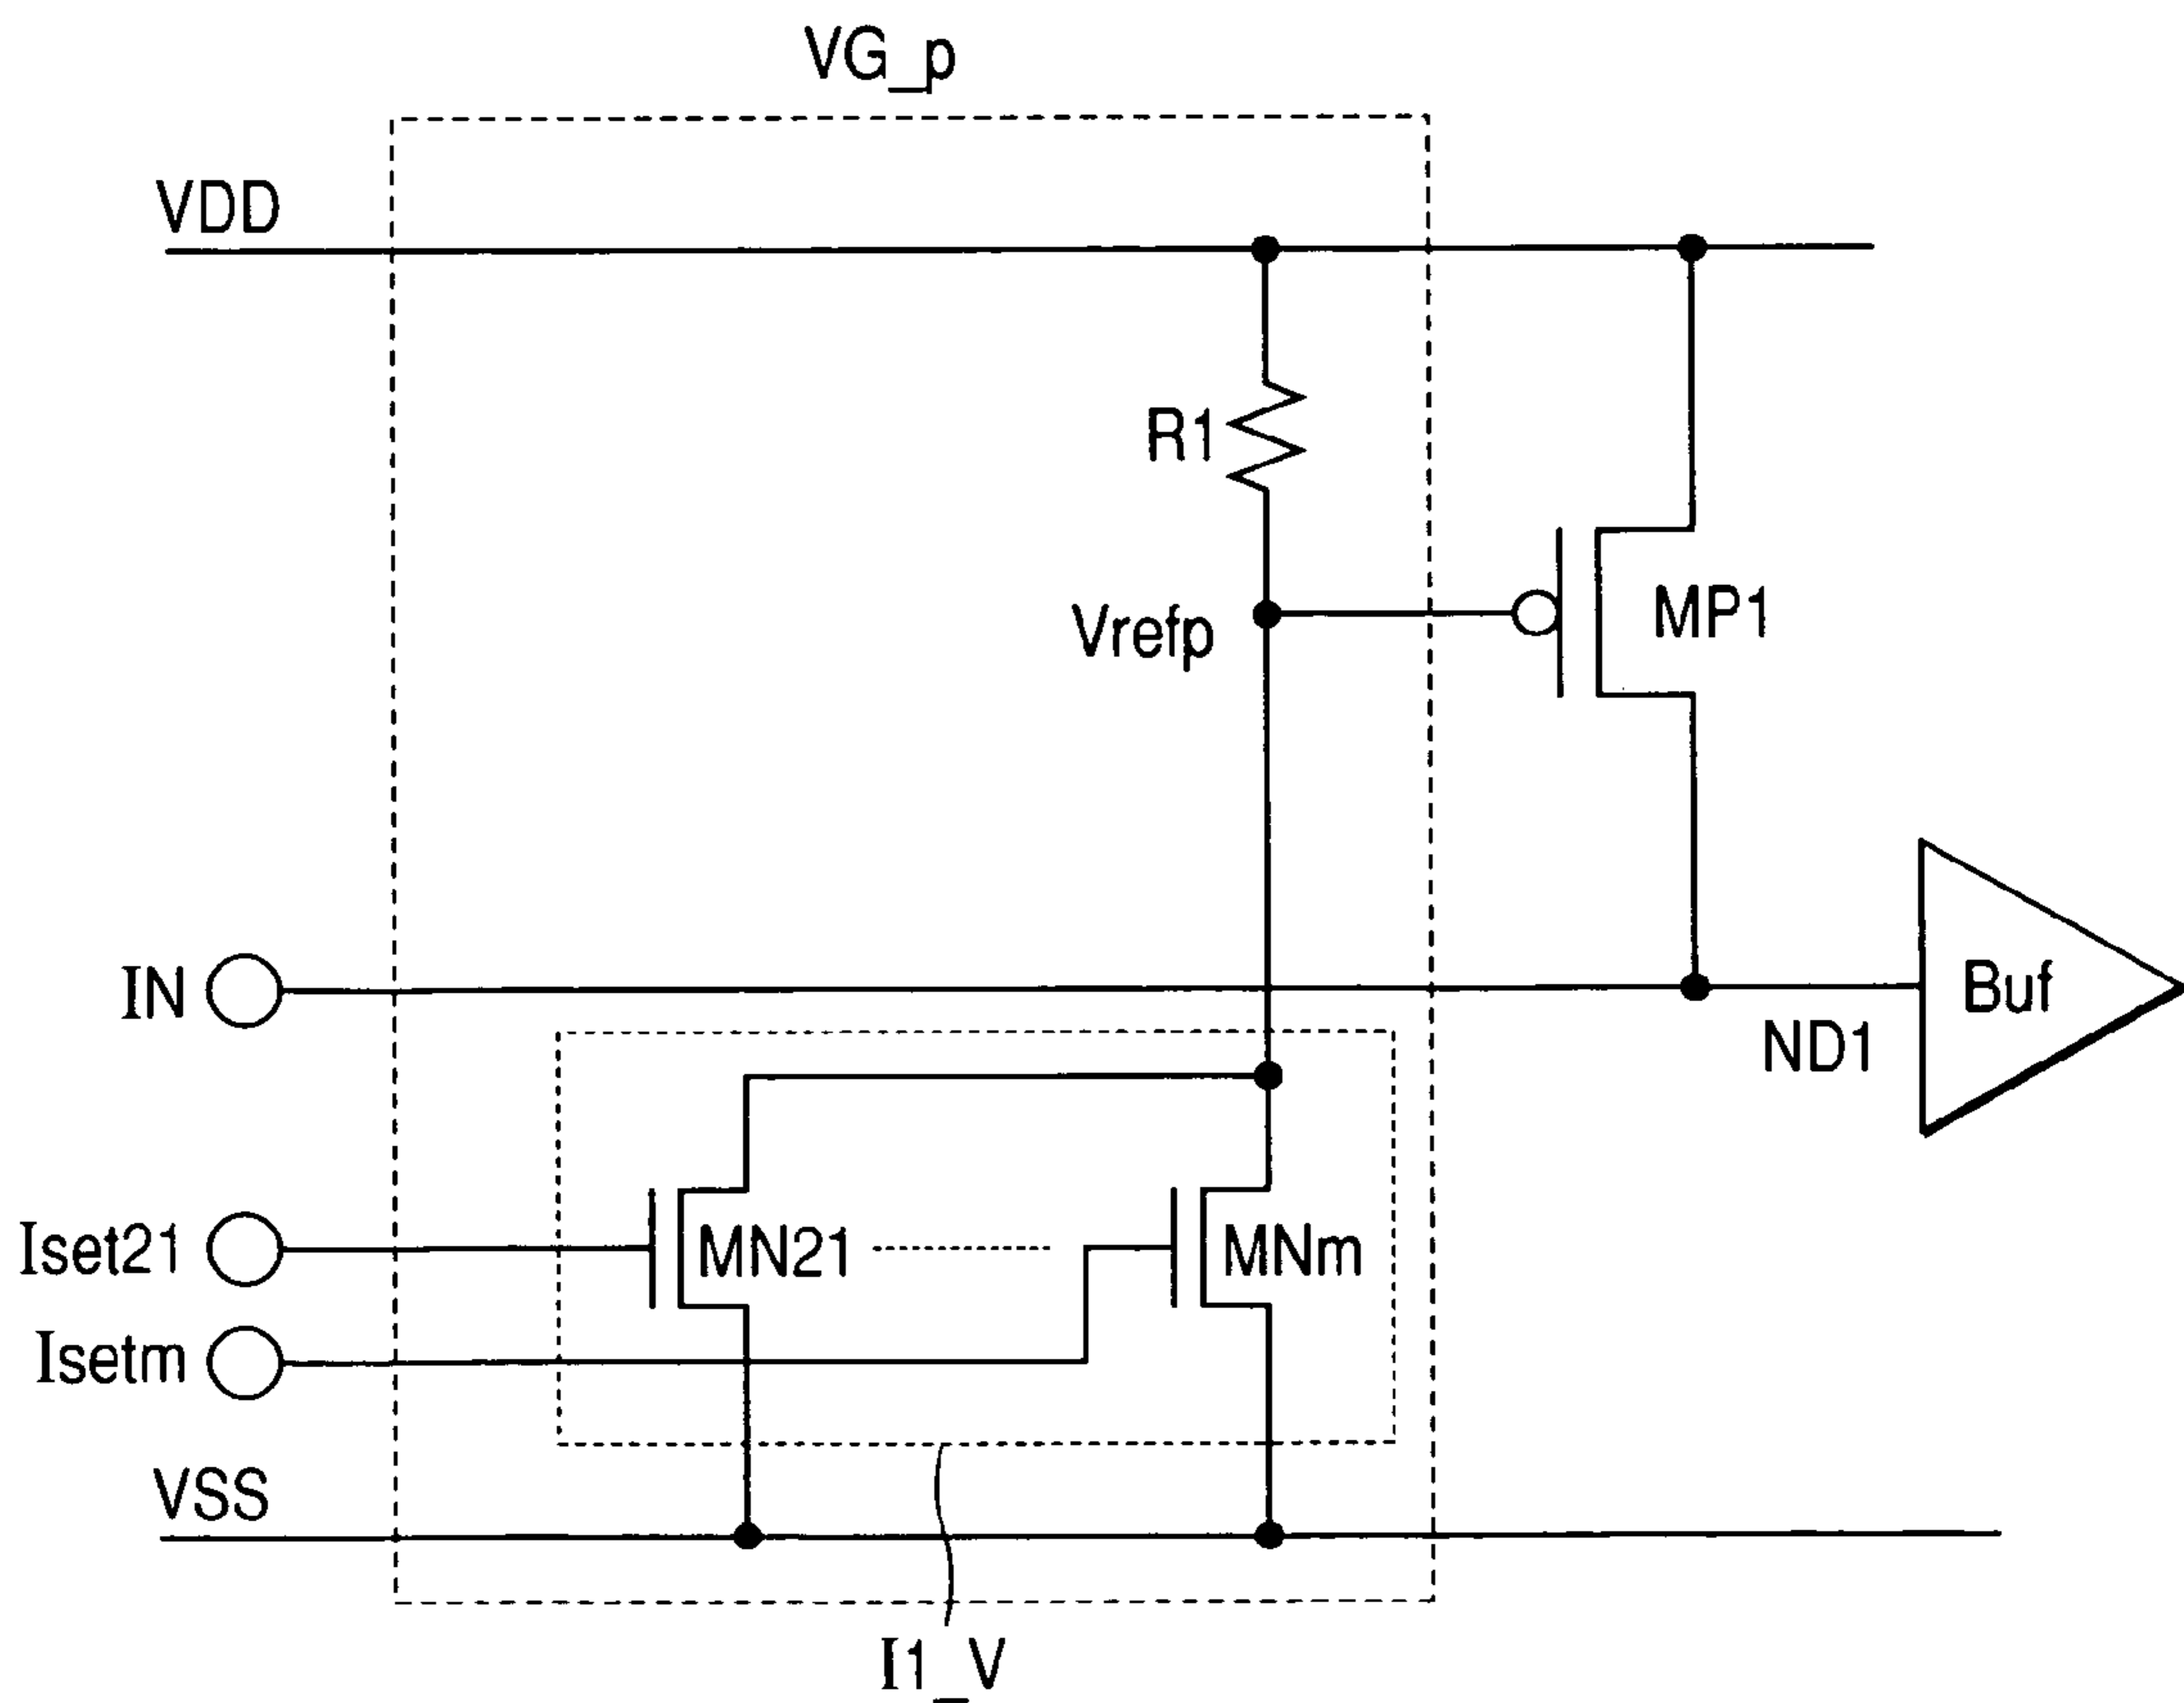 VG_p
VDD
R1
Vrefp
MP1
IN
Buf
ND1
Iset21
MN21
MNm
Isetm
VSS
I1_V